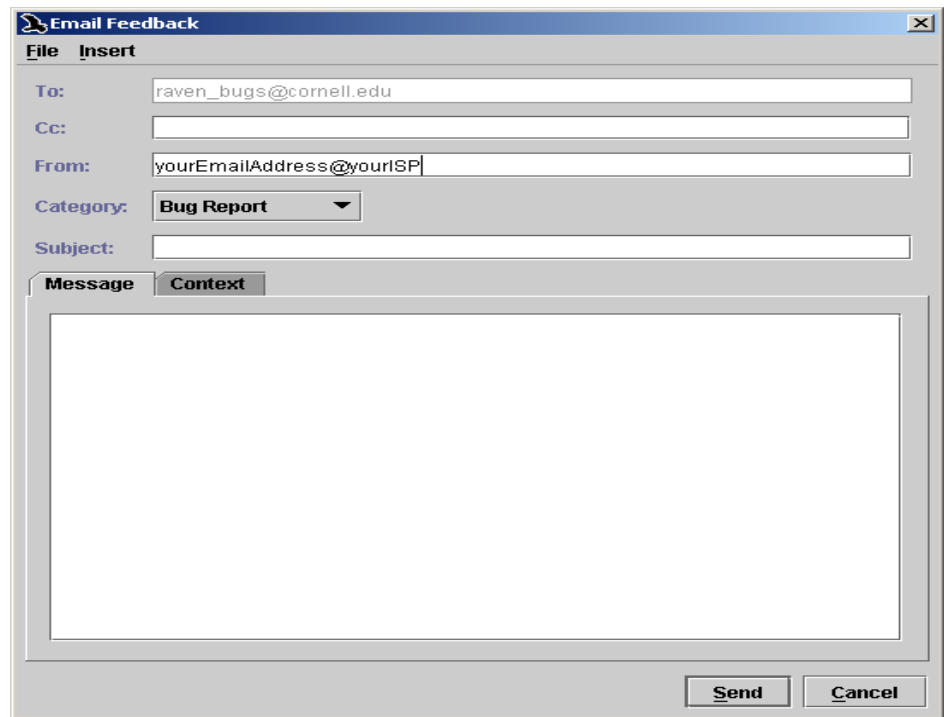 Email Feedback
File Insert
To: raven_bugs@cornell.edu
Cc:
From: yourEmailAddress@yourISP
Category: Bug Report
Subject:
Message Context
Send Cancel